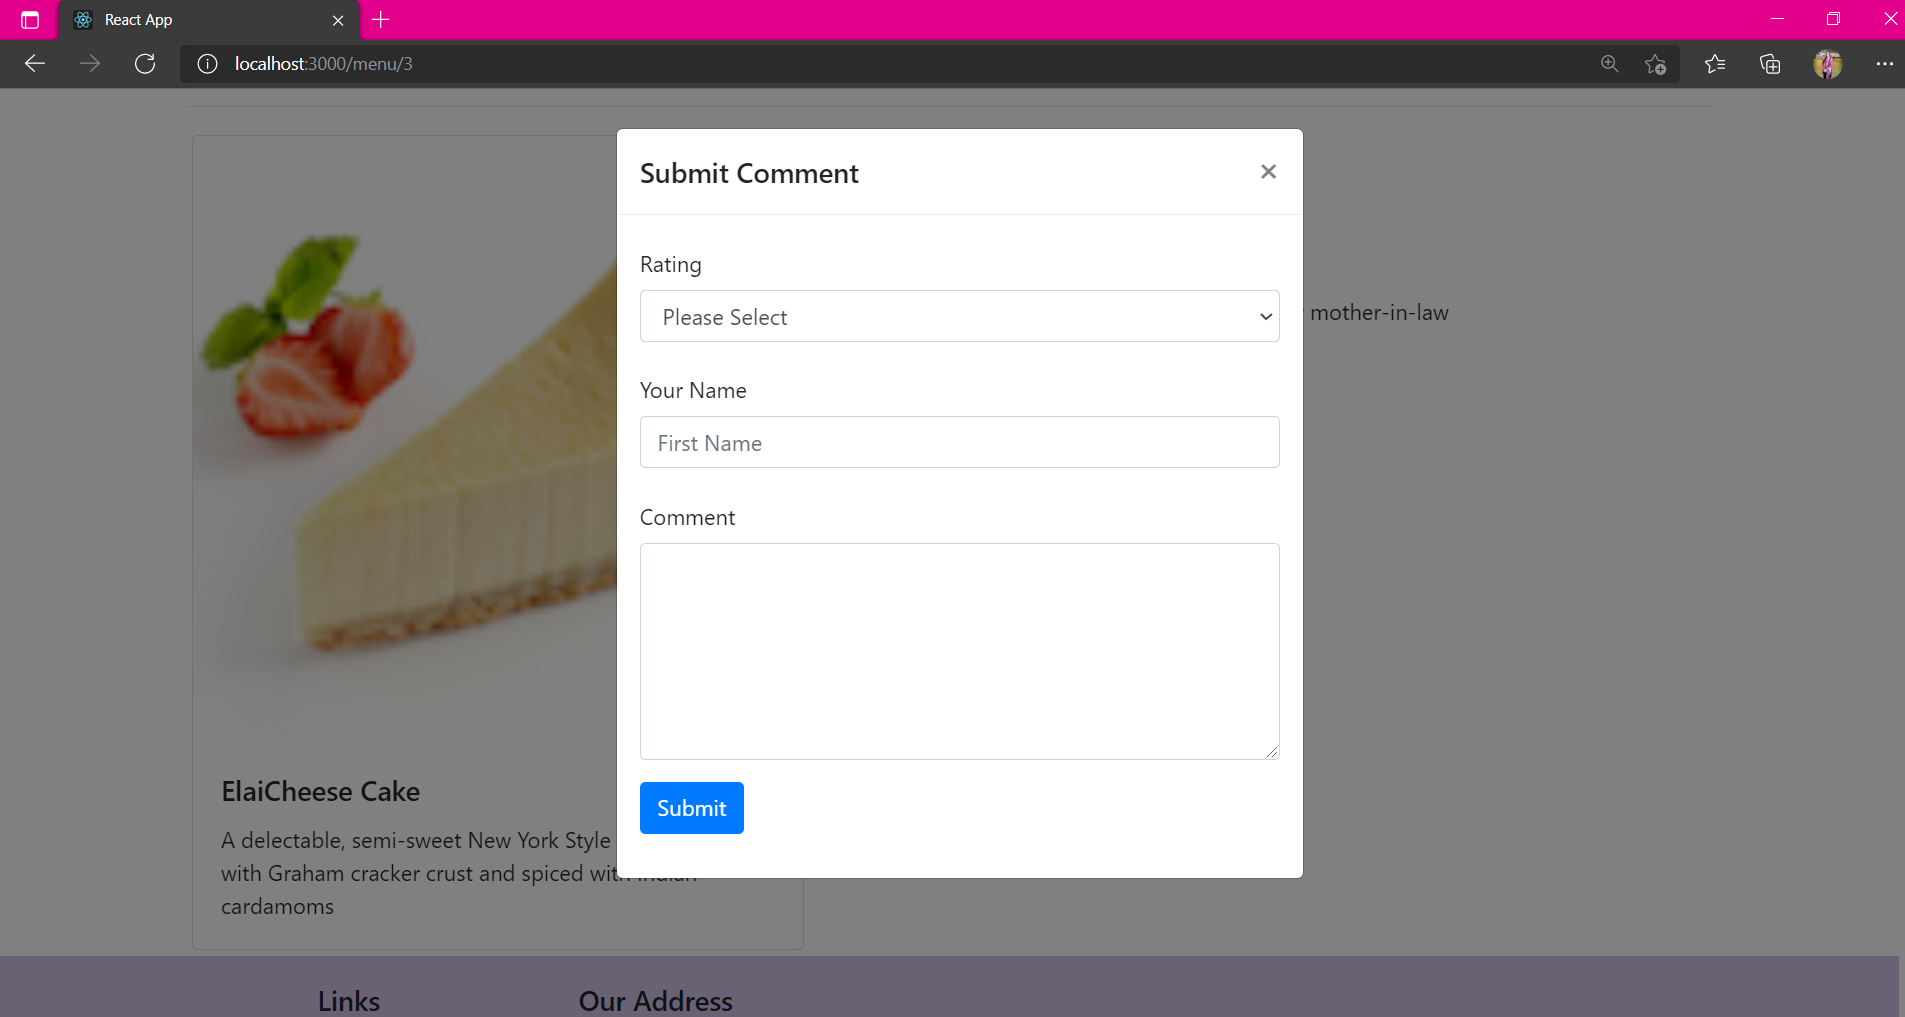 React App
localhost:3000/menu/3
Submit Comment
Rating
Please Select
mother-in-law
Your Name
First Name
Comment
Submit
ElaiCheese Cake
A delectable, semi-sweet New York Style
with Graham cracker crust and spiced with Indian
cardamoms
Links
Our Address